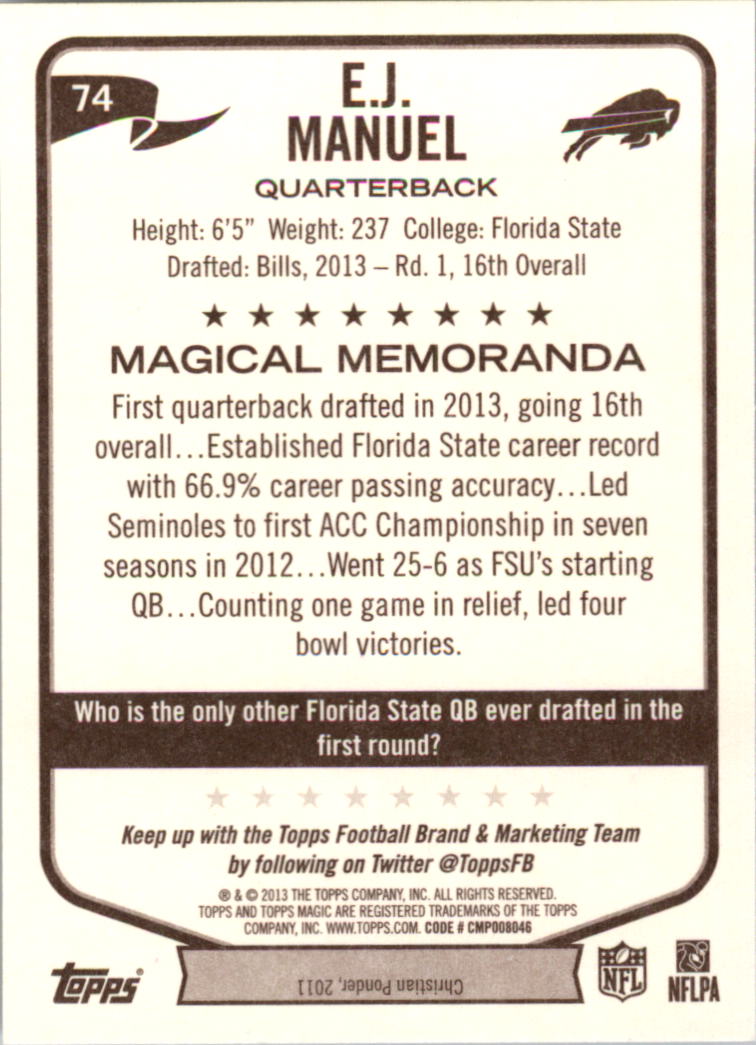 74
E.J.
MANUEL
QUARTERBACK
Height: 6'5" Weight: 237 College: Florida State
Drafted: Bills, 2013 – Rd. 1, 16th Overall
MAGICAL MEMORANDA
First quarterback drafted in 2013, going 16th
overall...Established Florida State career record
with 66.9% career passing accuracy...Led
Seminoles to first ACC Championship in seven
seasons in 2012...Went 25-6 as FSU's starting
QB...Counting one game in relief, led four
bowl victories.
Who is the only other Florida State QB ever drafted in the
first round?
Keep up with the Topps Football Brand & Marketing Team
by following on Twitter @ToppsFB
® & © 2013 THE TOPPS COMPANY, INC. ALL RIGHTS RESERVED.
TOPPS AND TOPPS MAGIC ARE REGISTERED TRADEMARKS OF THE TOPPS
COMPANY, INC. WWW.TOPPS.COM. CODE # CMP008046
Topps®
Christian Ponder, 2011
NFL
NFLPA